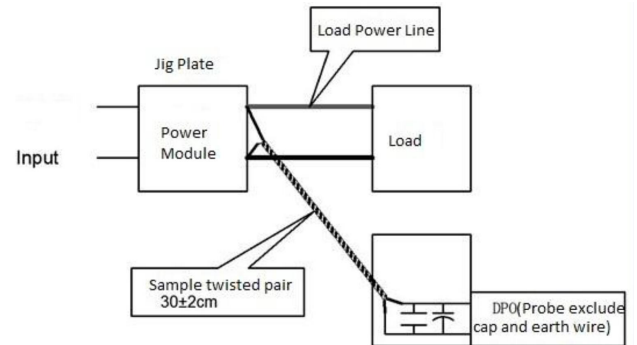 Load Power Line
Jig Plate
Power
Module
Load
Input
Sample twisted pair
30±2cm
DPO(Probe exclude
cap and earth wire)